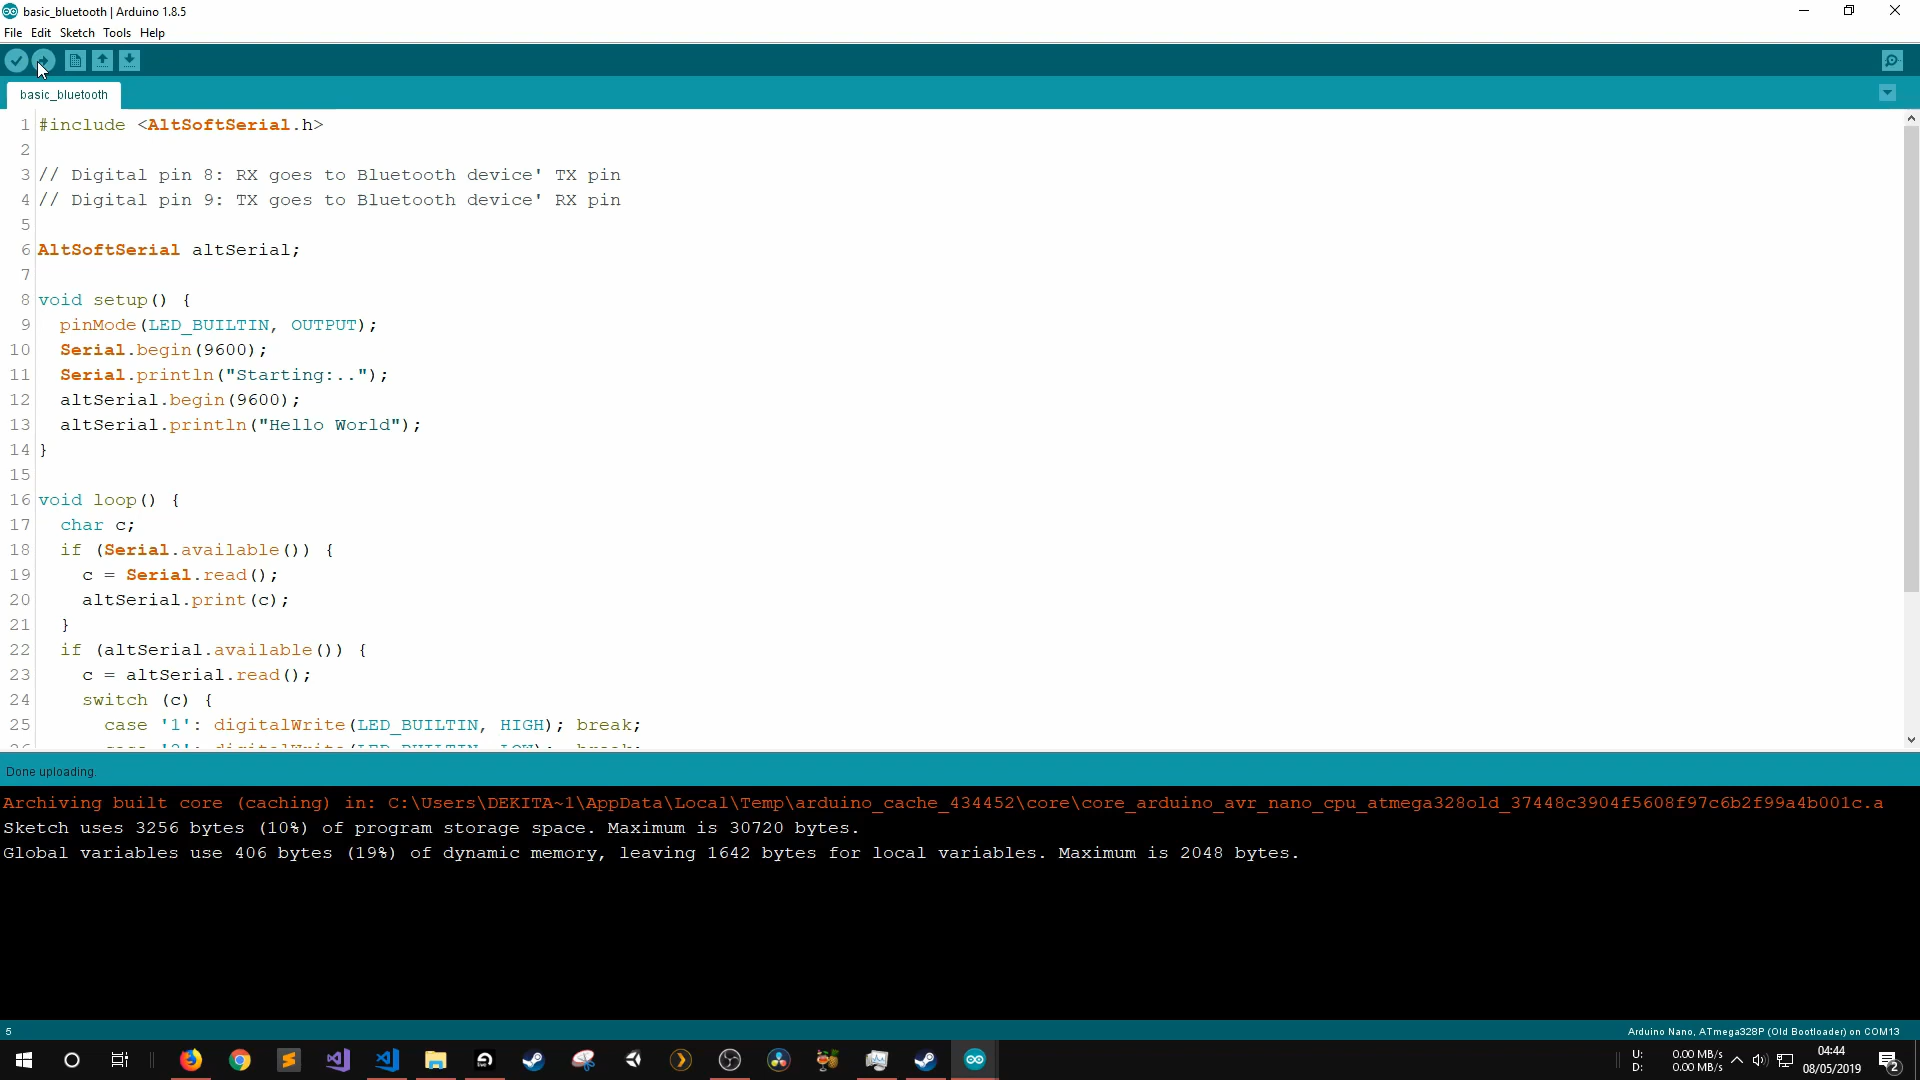 basic_bluetooth | Arduino 1.8.5
File Edit Sketch Tools Help
basic_bluetooth
1 #include <AltSoftSerial.h>
2
3 // Digital pin 8: RX goes to Bluetooth device' TX pin
4 // Digital pin 9: TX goes to Bluetooth device' RX pin
5
6 AltSoftSerial altSerial;
7
8 void setup() {
9 pinMode(LED_BUILTIN, OUTPUT);
10 Serial.begin(9600);
11 Serial.println("Starting:..");
12 altSerial.begin(9600);
13 altSerial.println("Hello World");
14 }
15
16 void loop() {
17 char c;
18 if (Serial.available()) {
19 c = Serial.read();
20 altSerial.print(c);
21 }
22 if (altSerial.available()) {
23 c = altSerial.read();
24 switch (c) {
25 case '1': digitalWrite(LED_BUILTIN, HIGH); break;
Done uploading.
Archiving built core (caching) in: C:\Users\DEKITA~1\AppData\Local\Temp\arduino_cache_434452\core\core_arduino_avr_nano_cpu_atmega328old_37448c3904f5608f97c6b2f99a4b001c.a
Sketch uses 3256 bytes (10%) of program storage space. Maximum is 30720 bytes.
Global variables use 406 bytes (19%) of dynamic memory, leaving 1642 bytes for local variables. Maximum is 2048 bytes.
5
Arduino Nano, ATmega328P (Old Bootloader) on COM13
U: 0.00 MB/s
D: 0.00 MB/s
04:44
08/05/2019
2